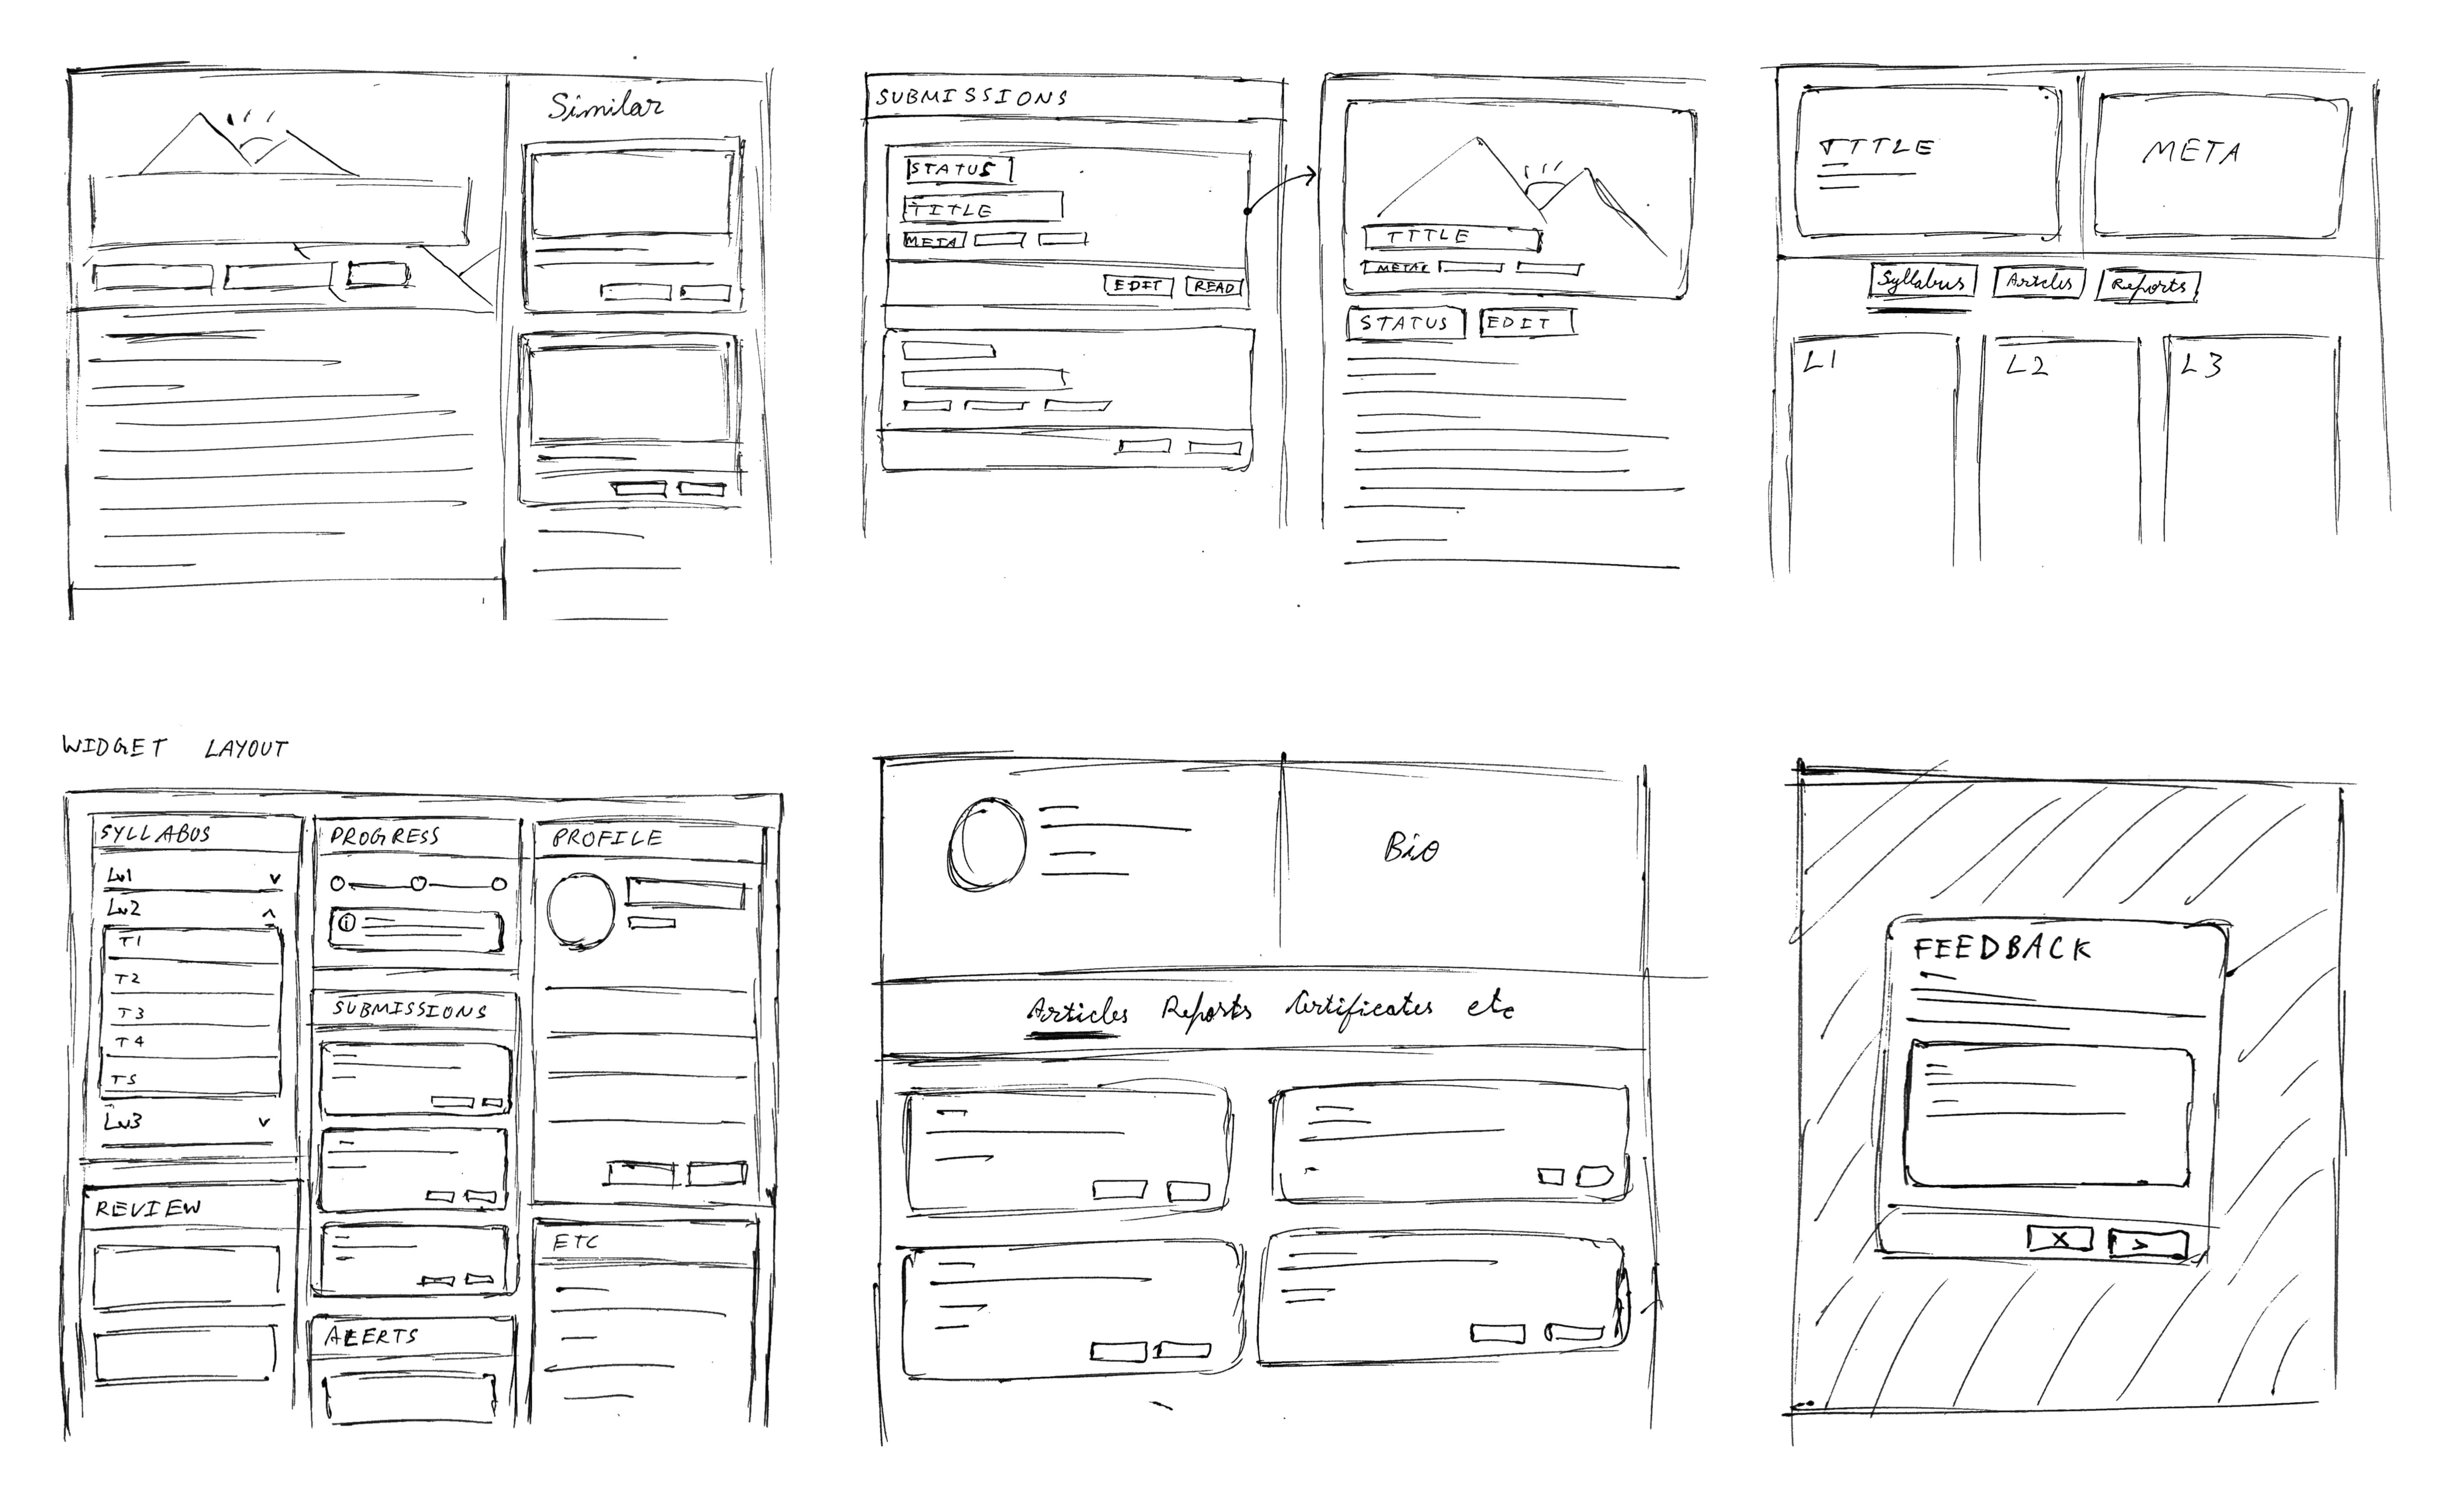 Similar
SUBMISSIONS
STATUS
TITLE
META
EDIT
READ
TITLE
META
STATUS
EDIT
TITLE
META
Syllabus
Articles
Reports
L1
L2
L3
WIDGET LAYOUT
SYLLABUS
Lv1
v
Lv2
^
T1
T2
T3
T4
T5
Lv3
v
REVIEW
PROGRESS
i
SUBMISSIONS
ALERTS
PROFILE
ETC
Bio
Articles Reports Certificates etc
FEEDBACK
X
>